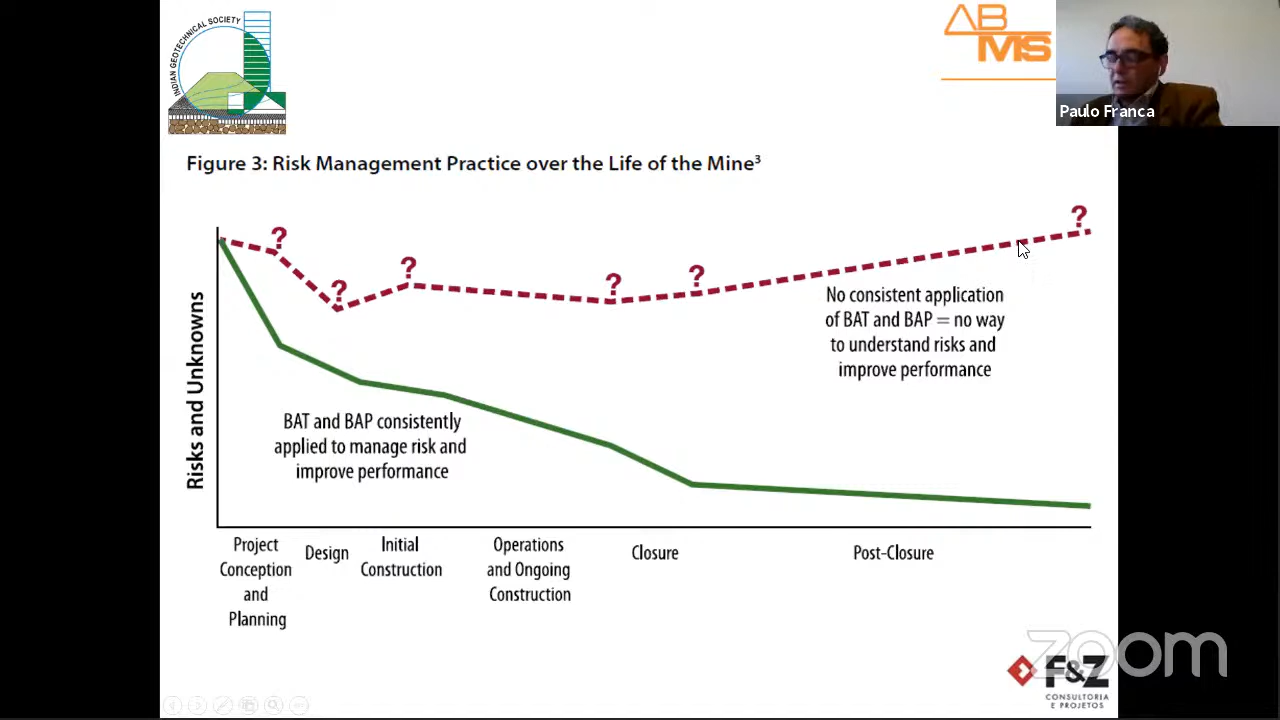 INDIAN GEOTECHNICAL SOCIETY
ABMS
Paulo Franca
Figure 3: Risk Management Practice over the Life of the Mine³
Risks and Unknowns
?
?
?
?
?
?
No consistent application
of BAT and BAP = no way
to understand risks and
improve performance
BAT and BAP consistently
applied to manage risk and
improve performance
Project
Conception
and
Planning
Design
Initial
Construction
Operations
and Ongoing
Construction
Closure
Post-Closure
zoom
F&Z
CONSULTORIA
E PROJETOS